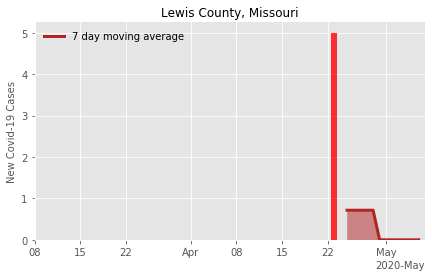 Lewis County, Missouri
7 day moving average
New Covid-19 Cases
5
4
3
2
1
0
08 15 22 Apr 08 15 22 May
2020-May